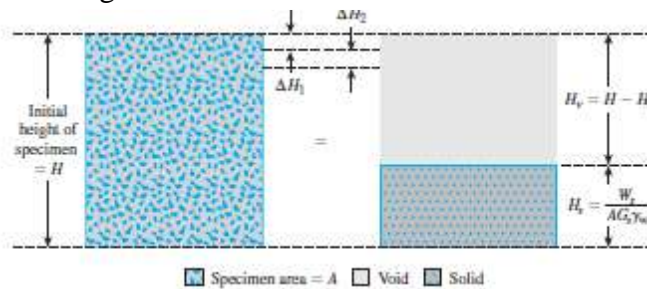 ΔH₂
ΔH₁
Initial
height of
specimen
= H
=
Hᵥ = H − H
Hₛ = Wₛ / AGₛγw
Specimen area = A Void Solid